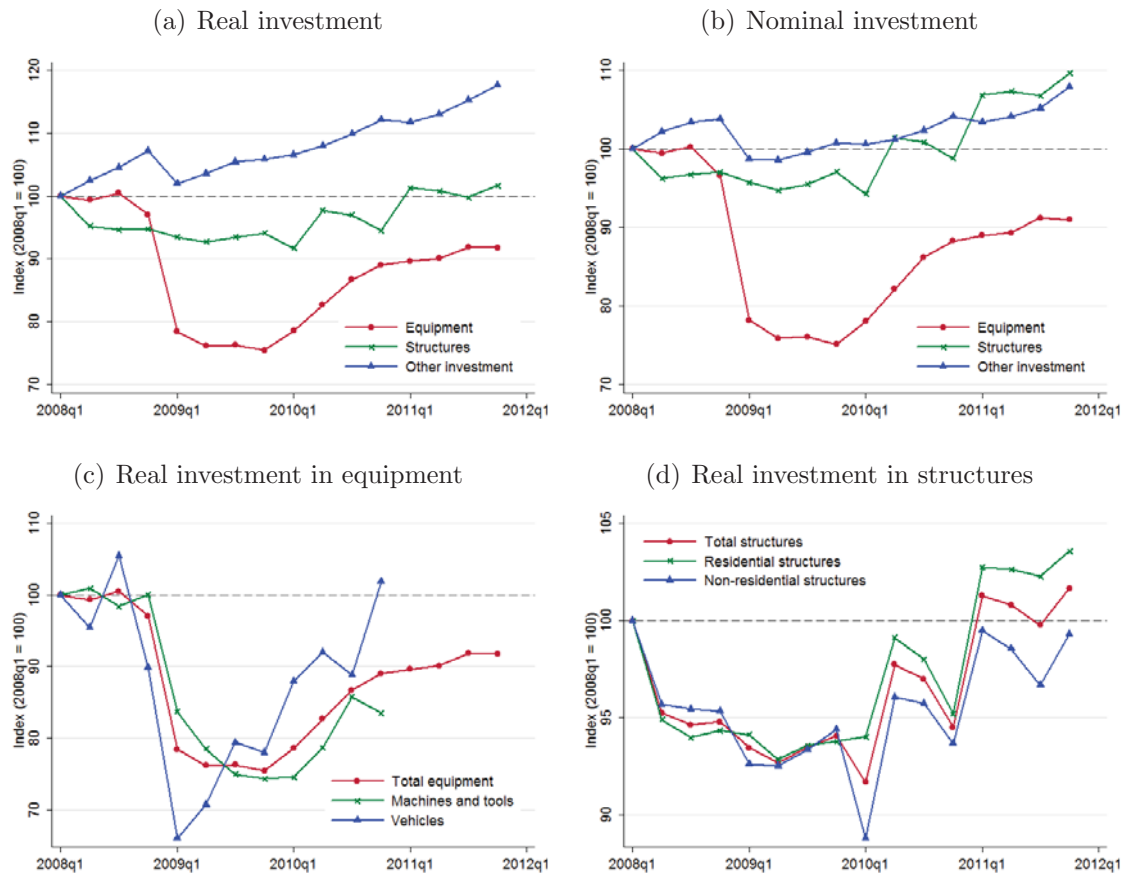 (a) Real investment
(b) Nominal investment
Index (2008q1 = 100)
120
110
100
90
80
70
Equipment
Structures
Other investment
2008q1
2009q1
2010q1
2011q1
2012q1
Index (2008q1 = 100)
110
100
90
80
70
Equipment
Structures
Other investment
2008q1
2009q1
2010q1
2011q1
2012q1
(c) Real investment in equipment
(d) Real investment in structures
Index (2008q1 = 100)
110
100
90
80
70
Total equipment
Machines and tools
Vehicles
2008q1
2009q1
2010q1
2011q1
2012q1
Index (2008q1 = 100)
105
100
95
90
Total structures
Residential structures
Non-residential structures
2008q1
2009q1
2010q1
2011q1
2012q1